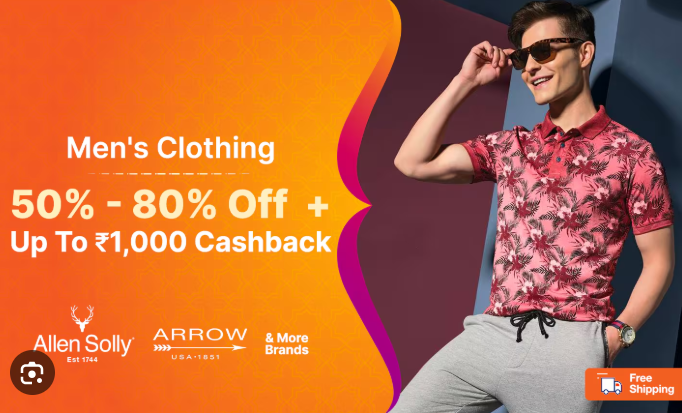 Men's Clothing
50% - 80% Off +
Up To ₹1,000 Cashback
Allen Solly
Est 1744
ARROW
USA•1851
& More
Brands
Free
Shipping